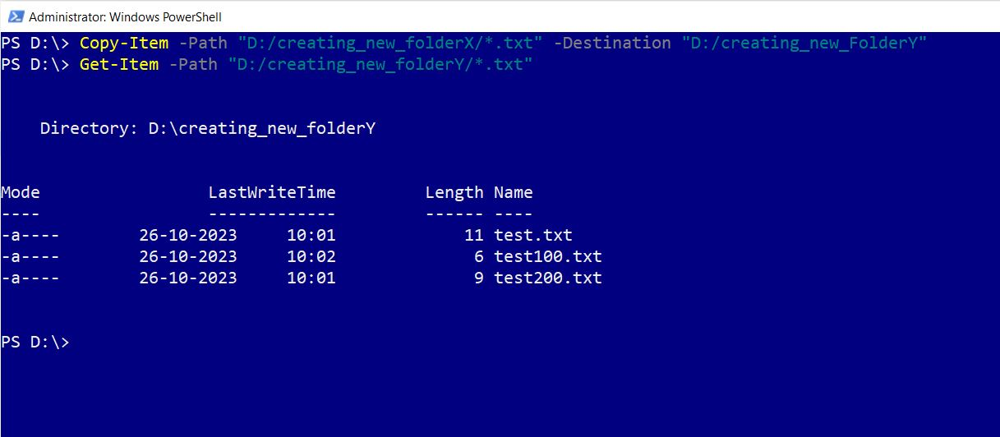 Administrator: Windows PowerShell
PS D:\> Copy-Item -Path "D:/creating_new_folderX/*.txt" -Destination "D:/creating_new_FolderY"
PS D:\> Get-Item -Path "D:/creating_new_folderY/*.txt"
Directory: D:\creating_new_folderY
Mode LastWriteTime Length Name
---- ------------- ------ ----
-a---- 26-10-2023 10:01 11 test.txt
-a---- 26-10-2023 10:02 6 test100.txt
-a---- 26-10-2023 10:01 9 test200.txt
PS D:\>